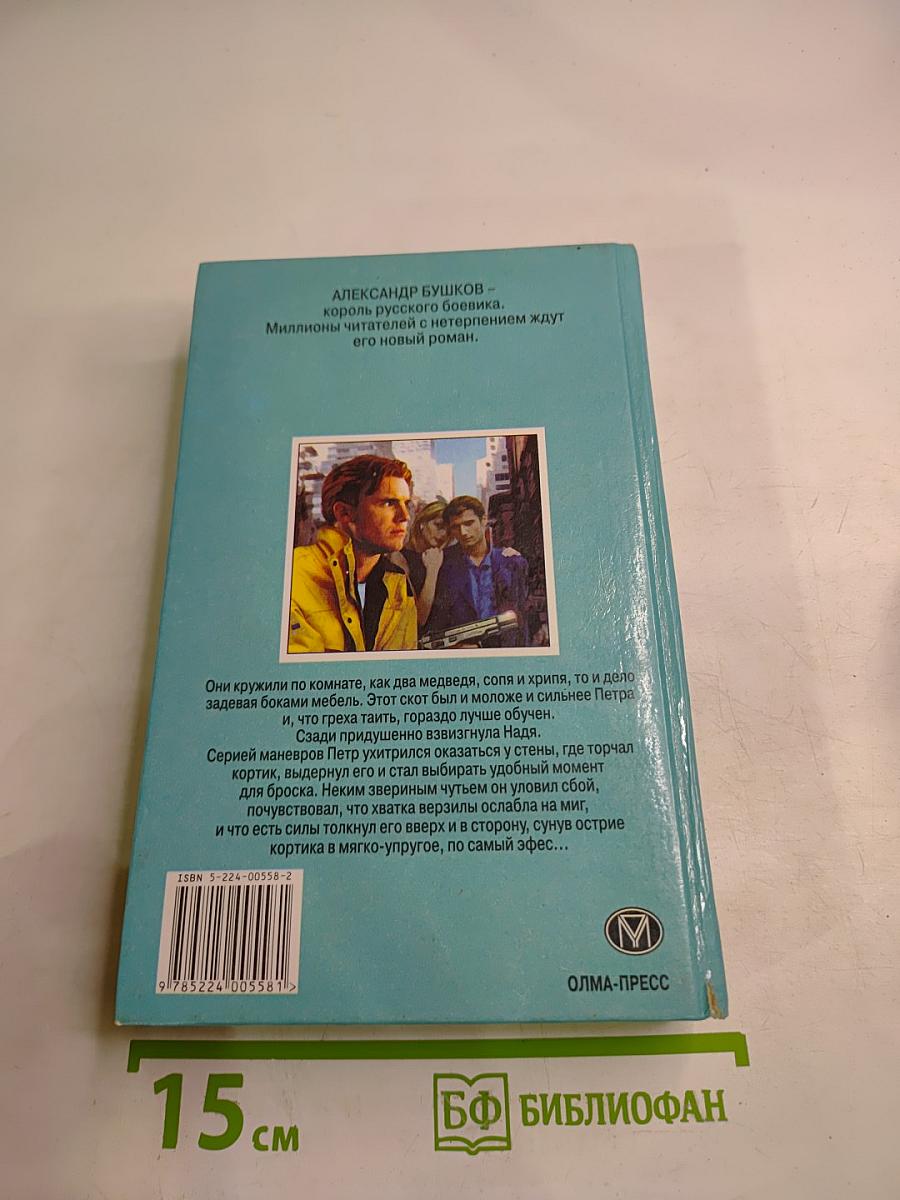 АЛЕКСАНДР БУШКОВ –
король русского боевика.
Миллионы читателей с нетерпением ждут
его новый роман.
Они кружили по комнате, как два медведя, сопя и хрипя, то и дело
задевая боками мебель. Этот скот был и моложе и сильнее Петра
и, что греха таить, гораздо лучше обучен.
Сзади придушенно взвизгнула Надя.
Серией маневров Петр ухитрился оказаться у стены, где торчал
кортик, выдернул его и стал выбирать удобный момент
для броска. Неким звериным чутьем он уловил сбой,
почувствовал, что хватка верзилы ослабла на миг,
и что есть силы толкнул его вверх и в сторону, сунув острие
кортика в мягко-упругое, по самый эфес...
ISBN 5-224-00558-2
9 785224 005581 >
ОЛМА-ПРЕСС
15 см
БФ БИБЛИОФАН